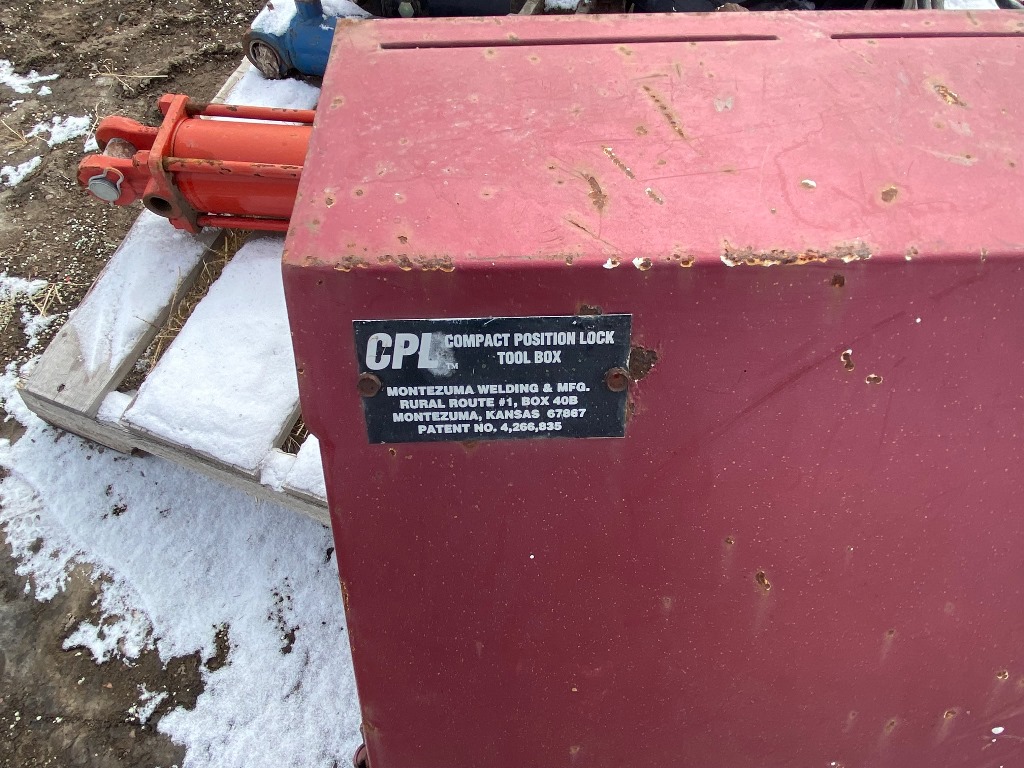 CPL™ COMPACT POSITION LOCK
TOOL BOX
MONTEZUMA WELDING & MFG.
RURAL ROUTE #1, BOX 40B
MONTEZUMA, KANSAS 67867
PATENT NO. 4,266,835